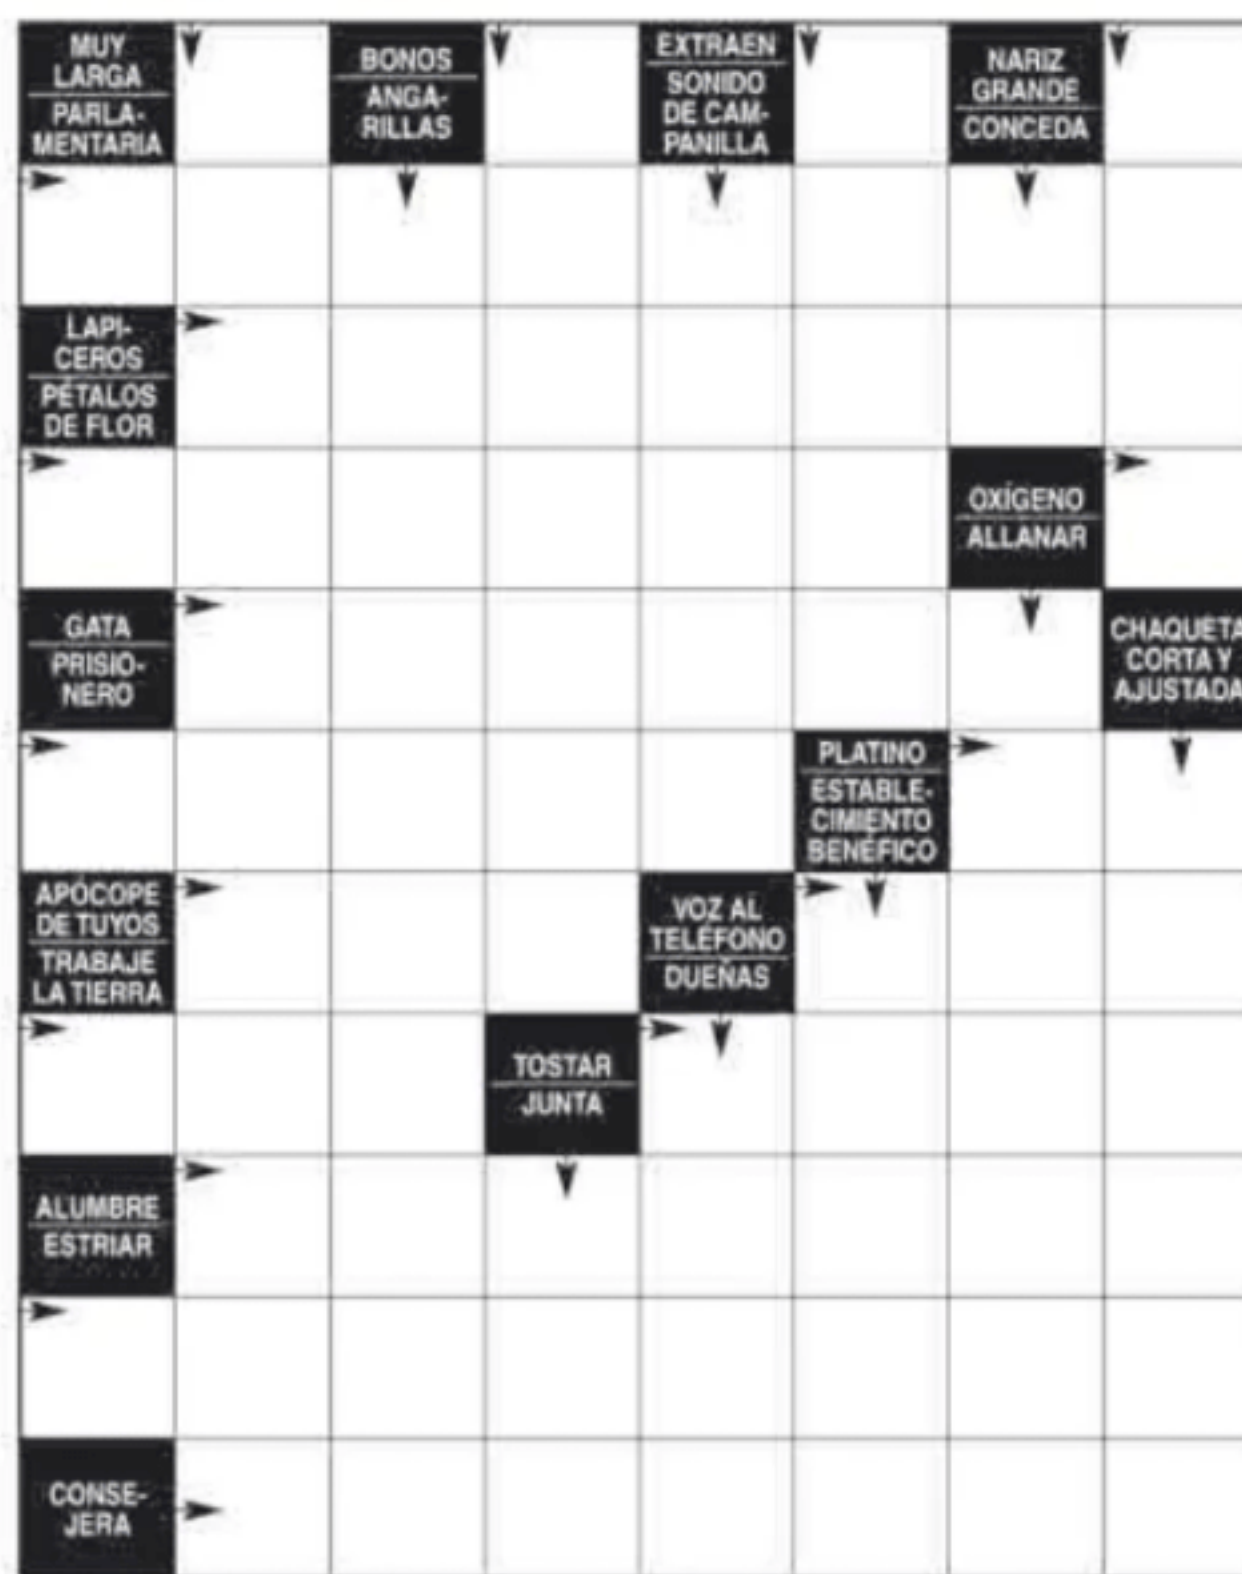 MUY
LARGA
PARLA-
MENTARIA
BONOS
ANGA-
RILLAS
EXTRAEN
SONIDO
DE CAM-
PANILLA
NARIZ
GRANDE
CONCEDA
LAPI-
CEROS
PÉTALOS
DE FLOR
OXÍGENO
ALLANAR
GATA
PRISIO-
NERO
CHAQUETA
CORTA Y
AJUSTADA
PLATINO
ESTABLE-
CIMIENTO
BENÉFICO
APÓCOPE
DE TUYOS
TRABAJE
LA TIERRA
VOZ AL
TELÉFONO
DUEÑAS
TOSTAR
JUNTA
ALUMBRE
ESTRIAR
CONSE-
JERA